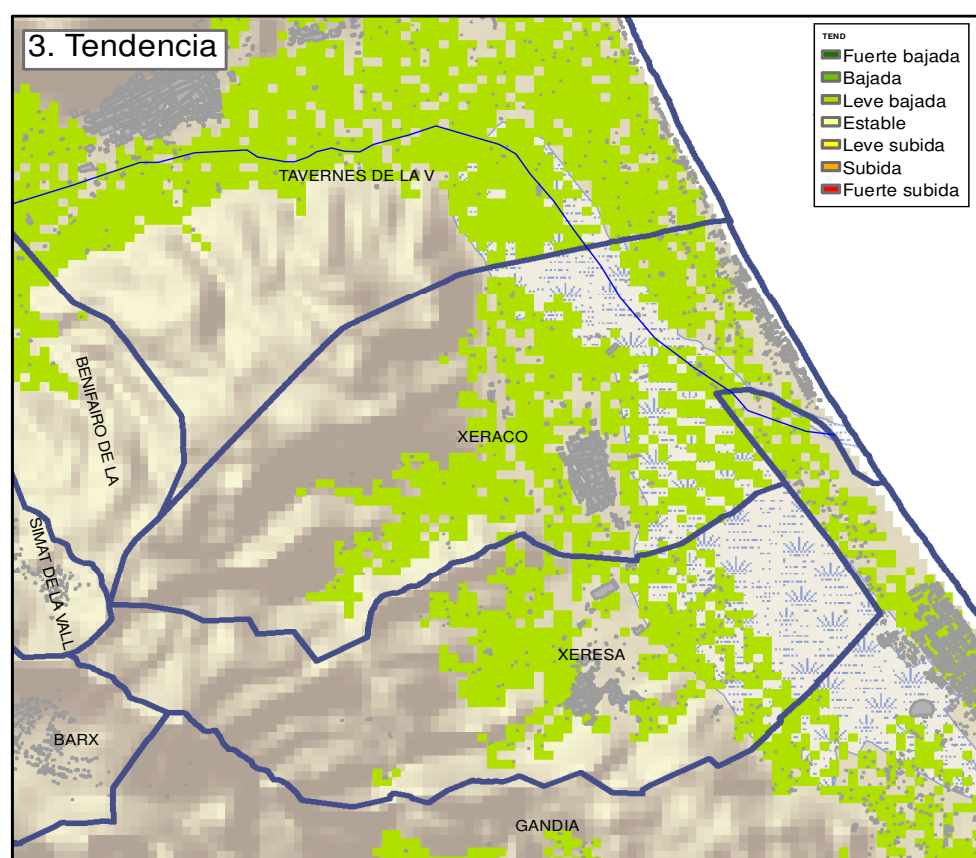 3. Tendencia
TEND
Fuerte bajada
Bajada
Leve bajada
Estable
Leve subida
Subida
Fuerte subida
TAVERNES DE LA V
BENIFAIRO DE LA
XERACO
SIMAT DE LA VALL
XERESA
BARX
GANDIA